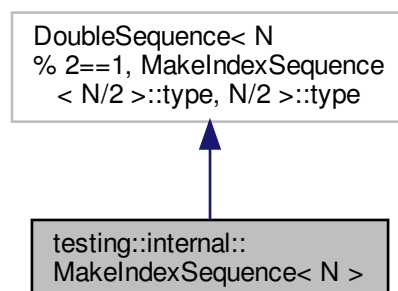 DoubleSequence< N
% 2==1, MakeIndexSequence
< N/2 >::type, N/2 >::type
testing::internal::
MakeIndexSequence< N >